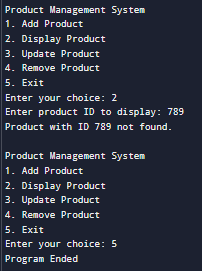 Product Management System
1. Add Product
2. Display Product
3. Update Product
4. Remove Product
5. Exit
Enter your choice: 2
Enter product ID to display: 789
Product with ID 789 not found.

Product Management System
1. Add Product
2. Display Product
3. Update Product
4. Remove Product
5. Exit
Enter your choice: 5
Program Ended